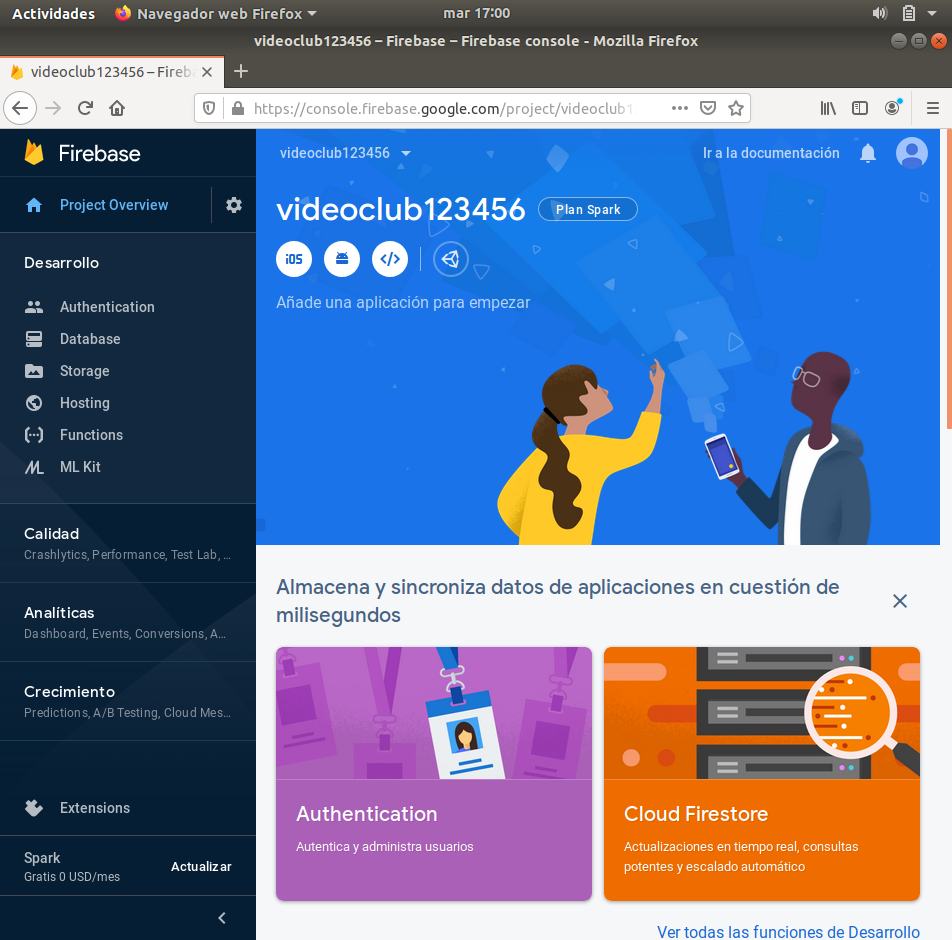 Actividades Navegador web Firefox mar 17:00
videoclub123456 – Firebase – Firebase console - Mozilla Firefox
videoclub123456 – Fireb
https://console.firebase.google.com/project/videoclub1
Firebase
Project Overview
Desarrollo
Authentication
Database
Storage
Hosting
Functions
ML Kit
Calidad
Crashlytics, Performance, Test Lab, ...
Analíticas
Dashboard, Events, Conversions, A...
Crecimiento
Predictions, A/B Testing, Cloud Mes...
Extensions
Spark
Gratis 0 USD/mes
Actualizar
videoclub123456
Ir a la documentación
videoclub123456 Plan Spark
iOS
Añade una aplicación para empezar
Almacena y sincroniza datos de aplicaciones en cuestión de
milisegundos
Authentication
Autentica y administra usuarios
Cloud Firestore
Actualizaciones en tiempo real, consultas
potentes y escalado automático
Ver todas las funciones de Desarrollo